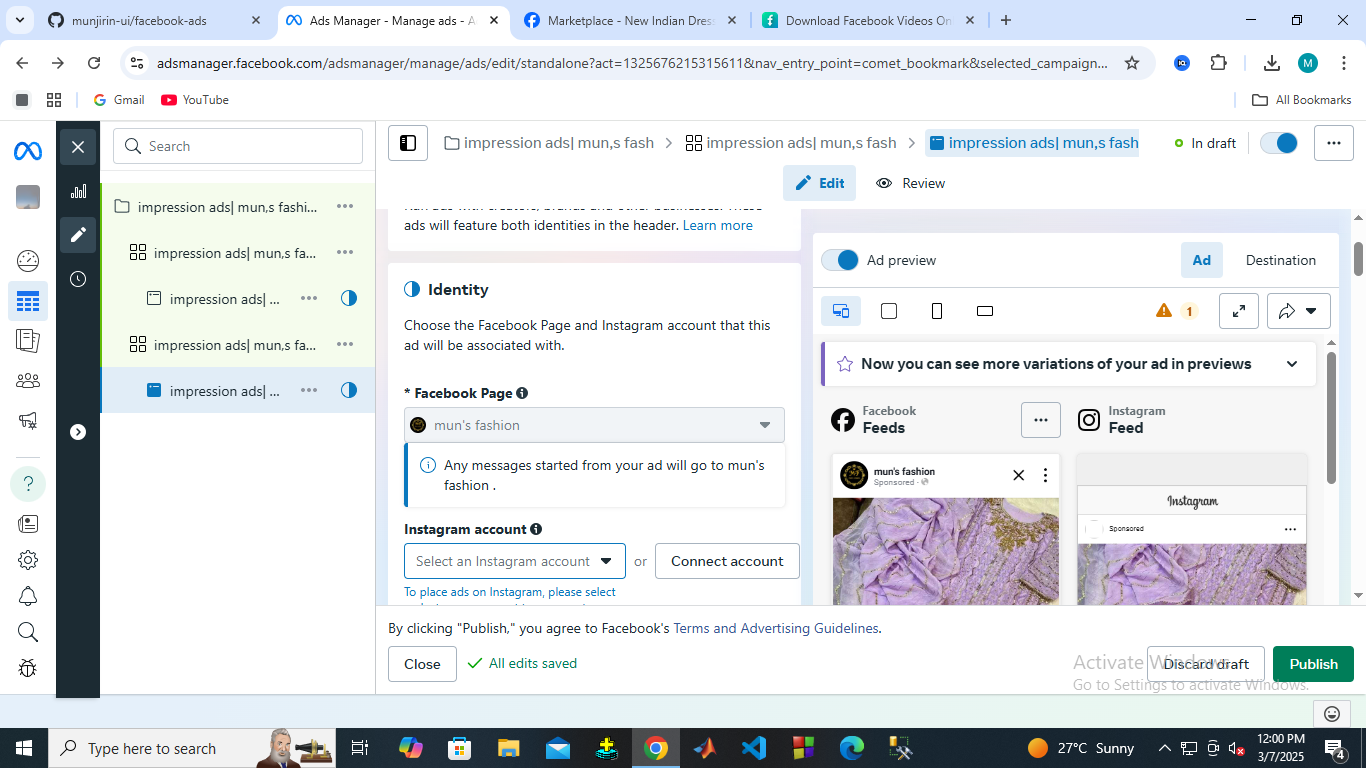 munjirin-ui/facebook-ads
Ads Manager - Manage ads - A
Marketplace - New Indian Dres
Download Facebook Videos On
adsmanager.facebook.com/adsmanager/manage/ads/edit/standalone?act=1325676215315611&nav_entry_point=comet_bookmark&selected_campaign...
M
Gmail
YouTube
All Bookmarks
Search
impression ads| mun,s fashi...
impression ads| mun,s fa...
impression ads| ...
impression ads| mun,s fa...
impression ads| ...
impression ads| mun,s fash
impression ads| mun,s fash
impression ads| mun,s fash
In draft
Edit
Review
ads will feature both identities in the header. Learn more
Identity
Choose the Facebook Page and Instagram account that this
ad will be associated with.
* Facebook Page
mun's fashion
Any messages started from your ad will go to mun's
fashion .
Instagram account
Select an Instagram account
or
Connect account
To place ads on Instagram, please select
Ad preview
Ad
Destination
1
Now you can see more variations of your ad in previews
Facebook
Feeds
Instagram
Feed
mun's fashion
Sponsored ·
Instagram
Sponsored
By clicking "Publish," you agree to Facebook's Terms and Advertising Guidelines.
Close
All edits saved
Discard draft
Publish
Activate Windows
Go to Settings to activate Windows.
Type here to search
27°C Sunny
12:00 PM
3/7/2025
4